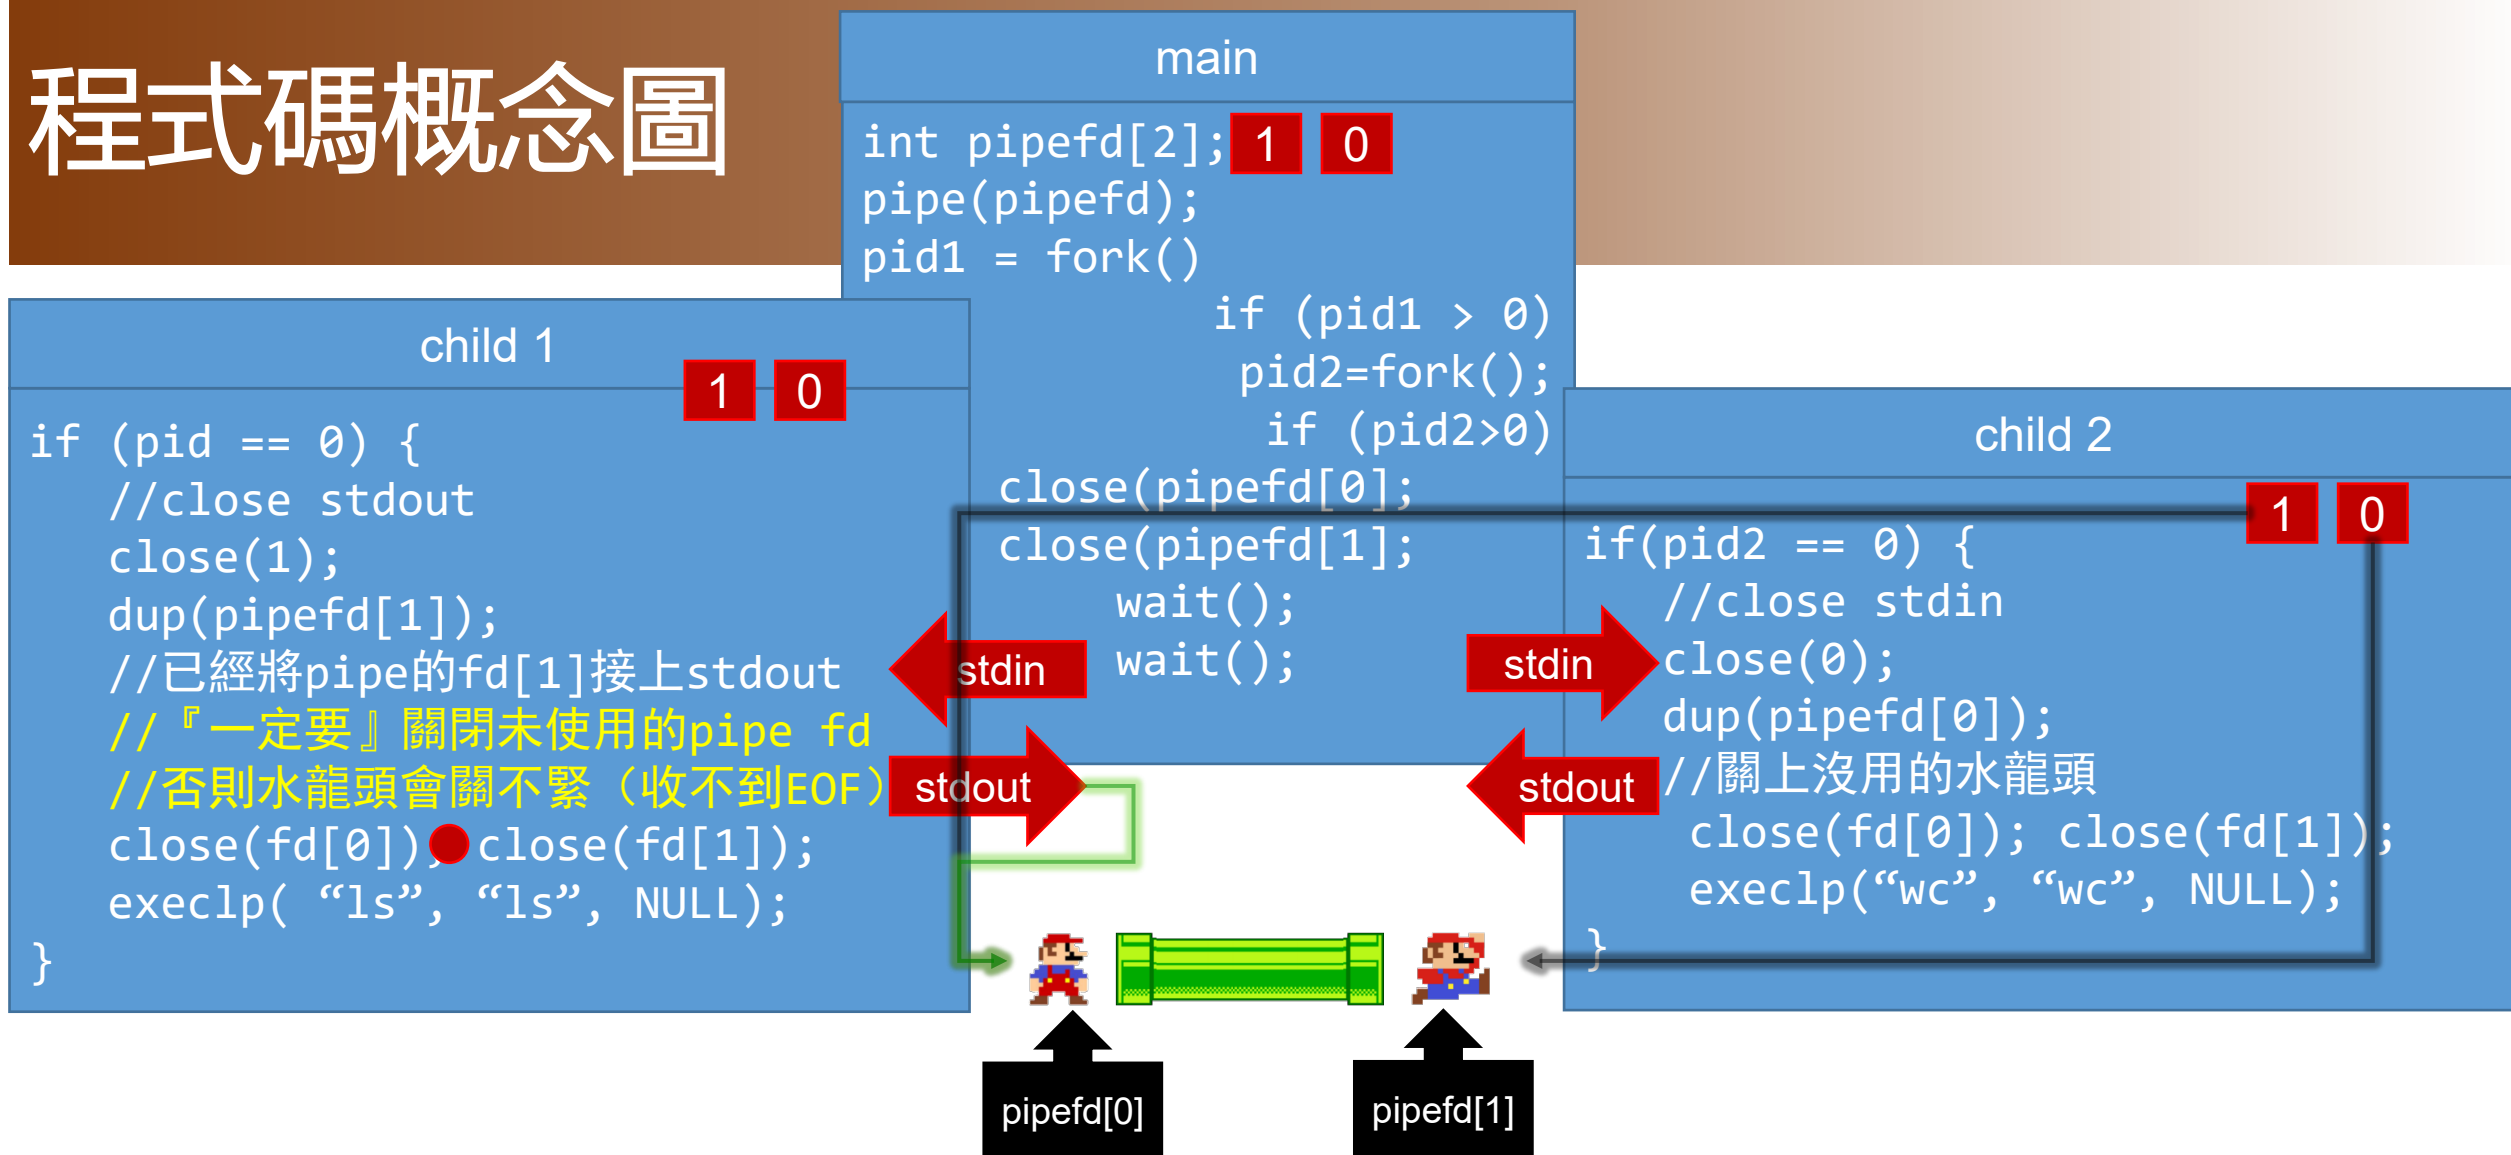 程式碼概念圖
main
int pipefd[2]; 1 0
pipe(pipefd);
pid1 = fork()
if (pid1 > 0)
pid2=fork();
if (pid2>0)
close(pipefd[0];
close(pipefd[1];
wait();
wait();
child 1
1 0
if (pid == 0) {
//close stdout
close(1);
dup(pipefd[1]);
//已經將pipe的fd[1]接上stdout
//『一定要』關閉未使用的pipe fd
//否則水龍頭會關不緊（收不到EOF）
close(fd[0]); close(fd[1]);
execlp( “ls”, “ls”, NULL);
}
stdin
stdout
child 2
1 0
if(pid2 == 0) {
//close stdin
close(0);
dup(pipefd[0]);
//關上沒用的水龍頭
close(fd[0]); close(fd[1]);
execlp(“wc”, “wc”, NULL);
}
stdin
stdout
pipefd[0]
pipefd[1]